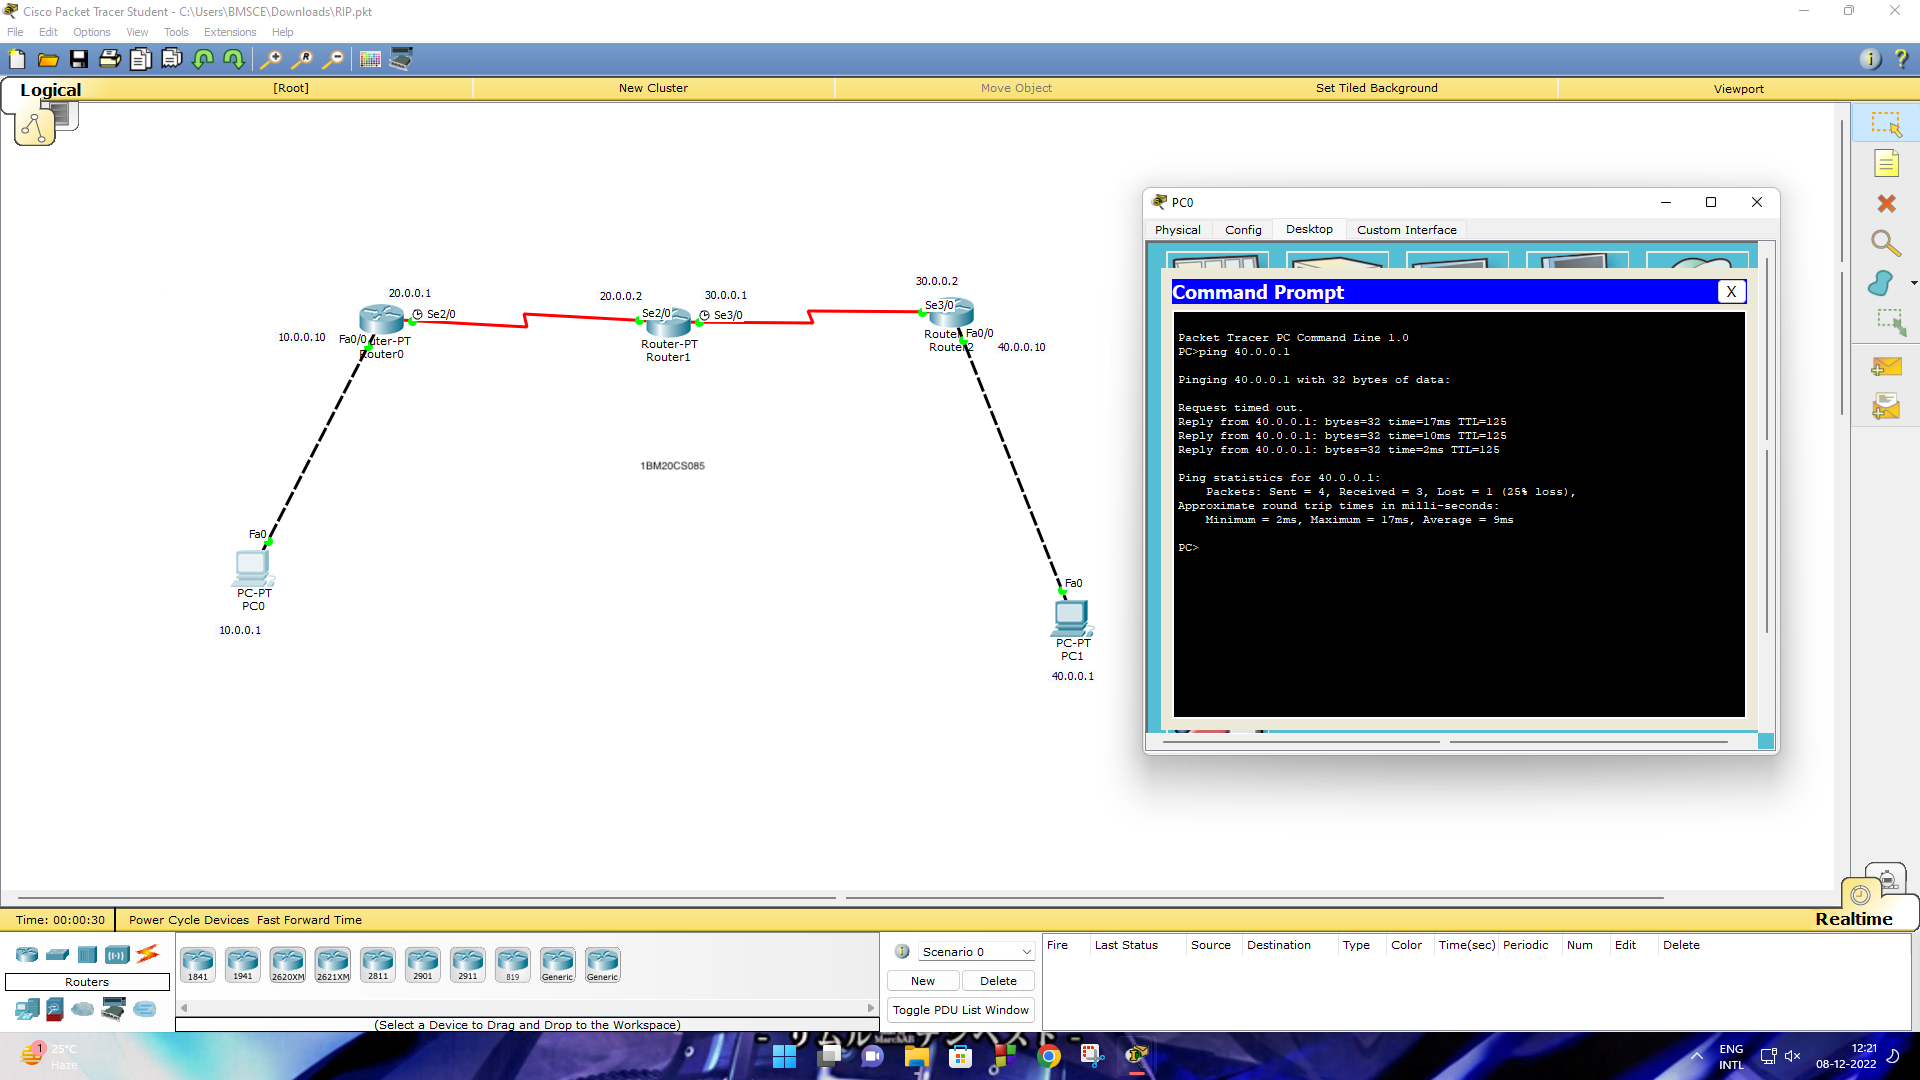 Cisco Packet Tracer Student - C:\Users\BMSCE\Downloads\RIP.pkt
File Edit Options View Tools Extensions Help
Logical [Root] New Cluster Move Object Set Tiled Background Viewport
PC0
Physical Config Desktop Custom Interface
Command Prompt X
Packet Tracer PC Command Line 1.0
PC>ping 40.0.0.1
Pinging 40.0.0.1 with 32 bytes of data:
Request timed out.
Reply from 40.0.0.1: bytes=32 time=17ms TTL=125
Reply from 40.0.0.1: bytes=32 time=10ms TTL=125
Reply from 40.0.0.1: bytes=32 time=2ms TTL=125
Ping statistics for 40.0.0.1:
Packets: Sent = 4, Received = 3, Lost = 1 (25% loss),
Approximate round trip times in milli-seconds:
Minimum = 2ms, Maximum = 17ms, Average = 9ms
PC>
20.0.0.1
Se2/0
10.0.0.10
Fa0/0
Router0
20.0.0.2
30.0.0.1
Se2/0
Se3/0
Router-PT
Router1
30.0.0.2
Se3/0
Fa0/0
Router2
40.0.0.10
1BM20CS085
Fa0
PC-PT
PC0
10.0.0.1
Fa0
PC-PT
PC1
40.0.0.1
Realtime
Time: 00:00:30 Power Cycle Devices Fast Forward Time
Routers
1841 1941 2620XM 2621XM 2811 2901 2911 819 Generic Generic
(Select a Device to Drag and Drop to the Workspace)
Scenario 0
New Delete
Toggle PDU List Window
Fire Last Status Source Destination Type Color Time(sec) Periodic Num Edit Delete
1
25°C
Haze
ENG
INTL
12:21
08-12-2022